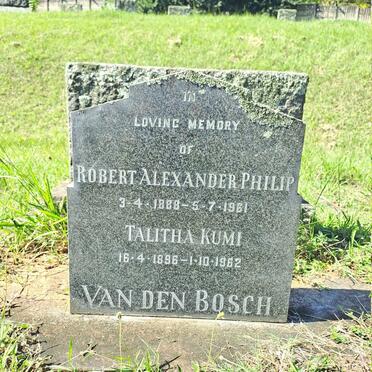 IN
LOVING MEMORY
OF
ROBERT ALEXANDER PHILIP
3-4-1888-5-7-1961
TALITHA KUMI
16-4-1896-1-10-1962
VAN DEN BOSCH